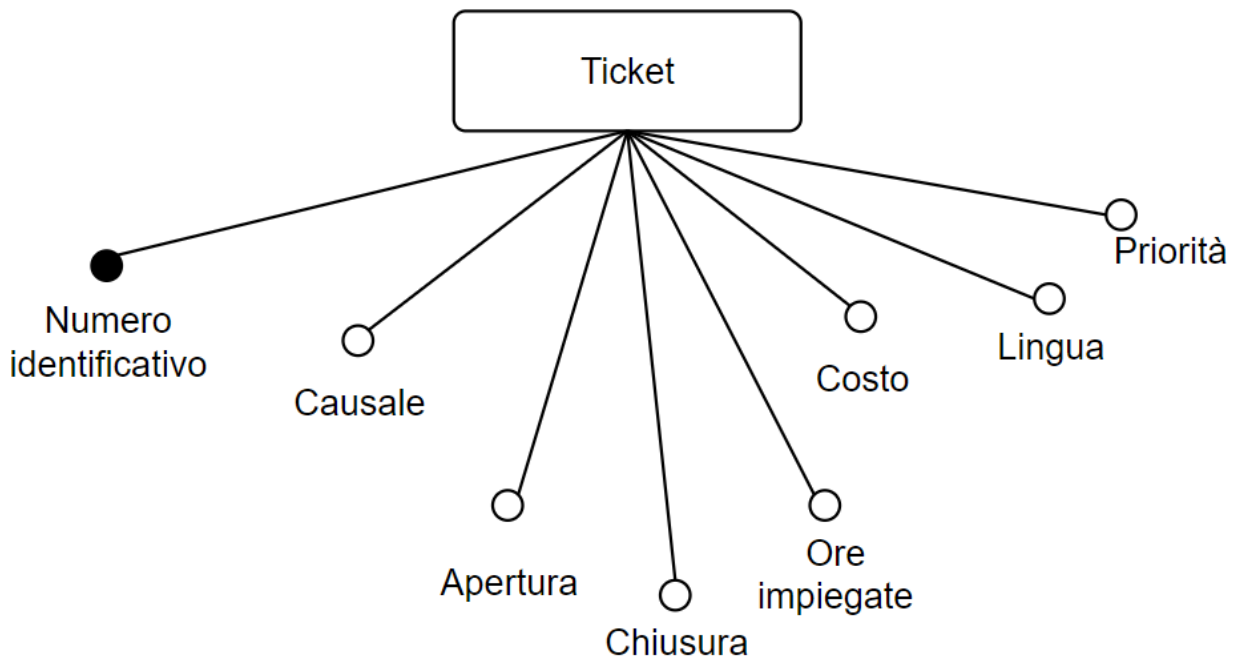 Ticket
Numero
identificativo
Causale
Apertura
Chiusura
Ore
impiegate
Costo
Lingua
Priorità